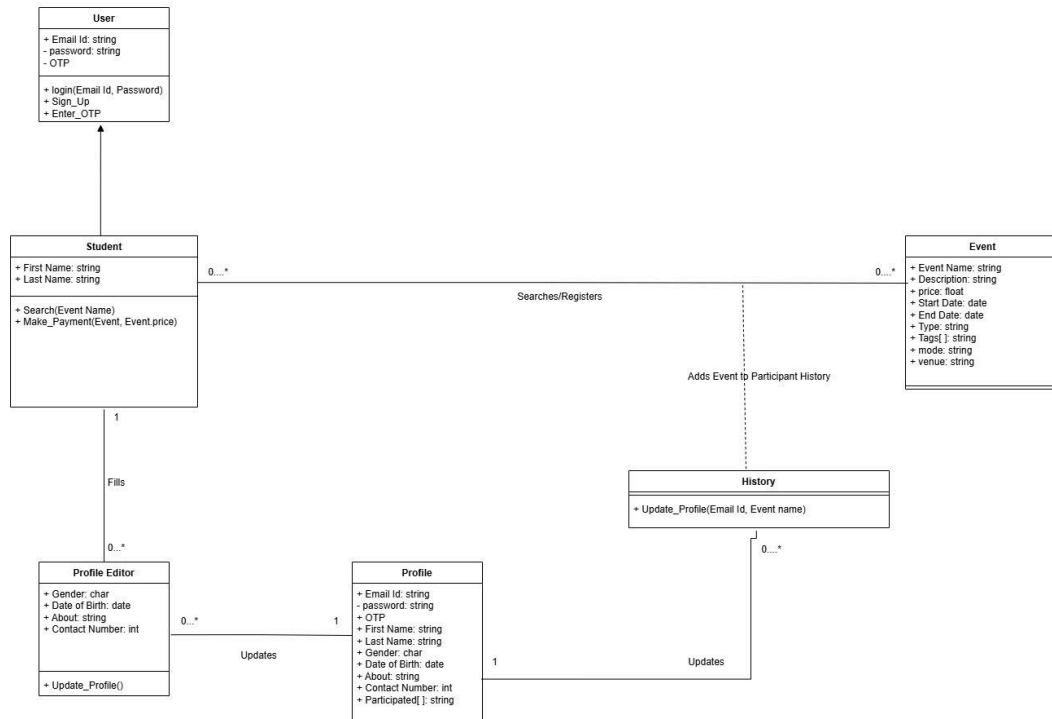 User
+ Email Id: string
- password: string
- OTP
+ login(Email Id, Password)
+ Sign_Up
+ Enter_OTP
Student
+ First Name: string
+ Last Name: string
+ Search(Event Name)
+ Make_Payment(Event, Event.price)
0....*
Searches/Registers
0....*
Event
+ Event Name: string
+ Description: string
+ price: float
+ Start Date: date
+ End Date: date
+ Type: string
+ Tags[ ]: string
+ mode: string
+ venue: string
Adds Event to Participant History
1
Fills
0...*
History
+ Update_Profile(Email Id, Event name)
0....*
Profile Editor
+ Gender: char
+ Date of Birth: date
+ About: string
+ Contact Number: int
+ Update_Profile()
0...*
1
Updates
Profile
+ Email Id: string
- password: string
+ OTP
+ First Name: string
+ Last Name: string
+ Gender: char
+ Date of Birth: date
+ About: string
+ Contact Number: int
+ Participated[ ]: string
1
Updates